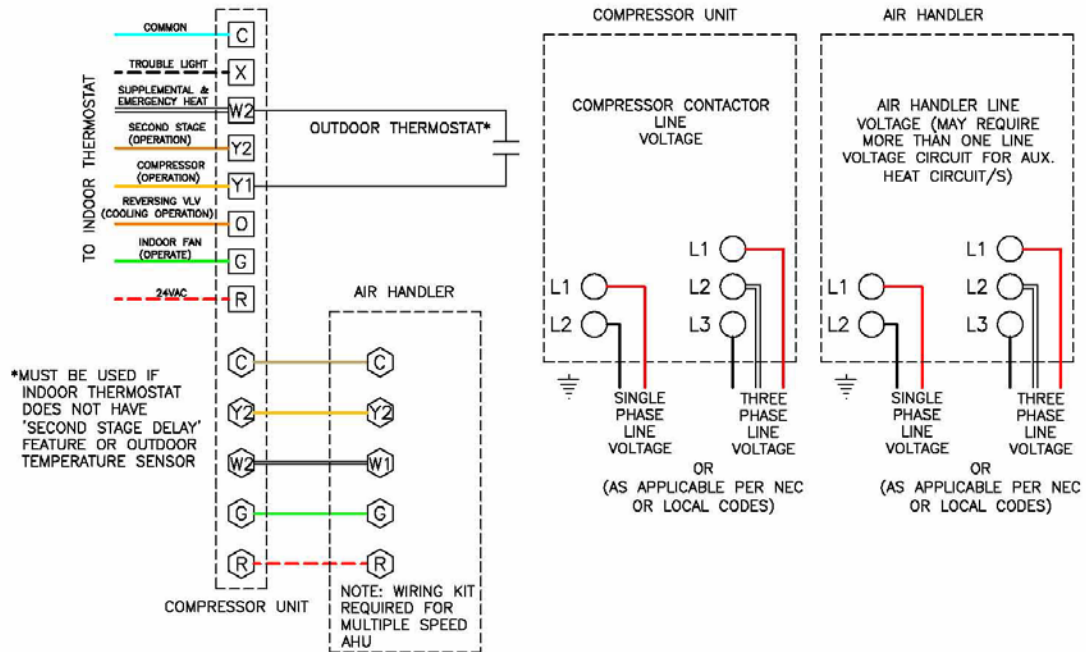 COMPRESSOR UNIT
AIR HANDLER
TO INDOOR THERMOSTAT
COMMON
C
TROUBLE LIGHT
X
SUPPLEMENTAL &
EMERGENCY HEAT
W2
OUTDOOR THERMOSTAT*
SECOND STAGE
(OPERATION)
Y2
COMPRESSOR
(OPERATION)
Y1
REVERSING VLV
(COOLING OPERATION)
O
INDOOR FAN
(OPERATE)
G
24VAC
R
AIR HANDLER
C
C
Y2
Y2
W2
W1
G
G
R
R
*MUST BE USED IF
INDOOR THERMOSTAT
DOES NOT HAVE
'SECOND STAGE DELAY'
FEATURE OR OUTDOOR
TEMPERATURE SENSOR
COMPRESSOR UNIT
NOTE: WIRING KIT
REQUIRED FOR
MULTIPLE SPEED
AHU
COMPRESSOR CONTACTOR
LINE
VOLTAGE
L1
L2
L1
L2
L3
SINGLE
PHASE
LINE
VOLTAGE
THREE
PHASE
LINE
VOLTAGE
OR
(AS APPLICABLE PER NEC
OR LOCAL CODES)
AIR HANDLER LINE
VOLTAGE (MAY REQUIRE
MORE THAN ONE LINE
VOLTAGE CIRCUIT FOR AUX.
HEAT CIRCUIT/S)
L1
L2
L1
L2
L3
SINGLE
PHASE
LINE
VOLTAGE
THREE
PHASE
LINE
VOLTAGE
OR
(AS APPLICABLE PER NEC
OR LOCAL CODES)